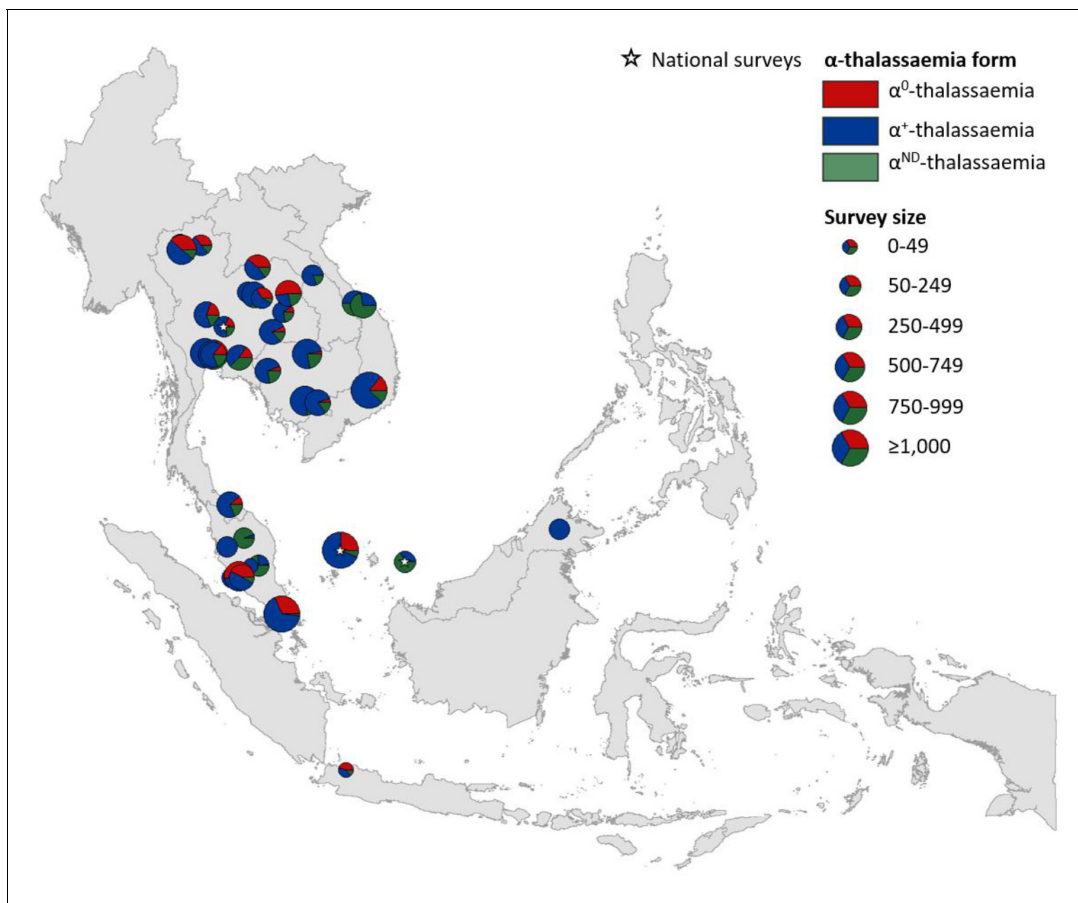 ☆ National surveys
α-thalassaemia form
α⁰-thalassaemia
α⁺-thalassaemia
αᴺᴰ-thalassaemia
Survey size
0-49
50-249
250-499
500-749
750-999
≥1,000